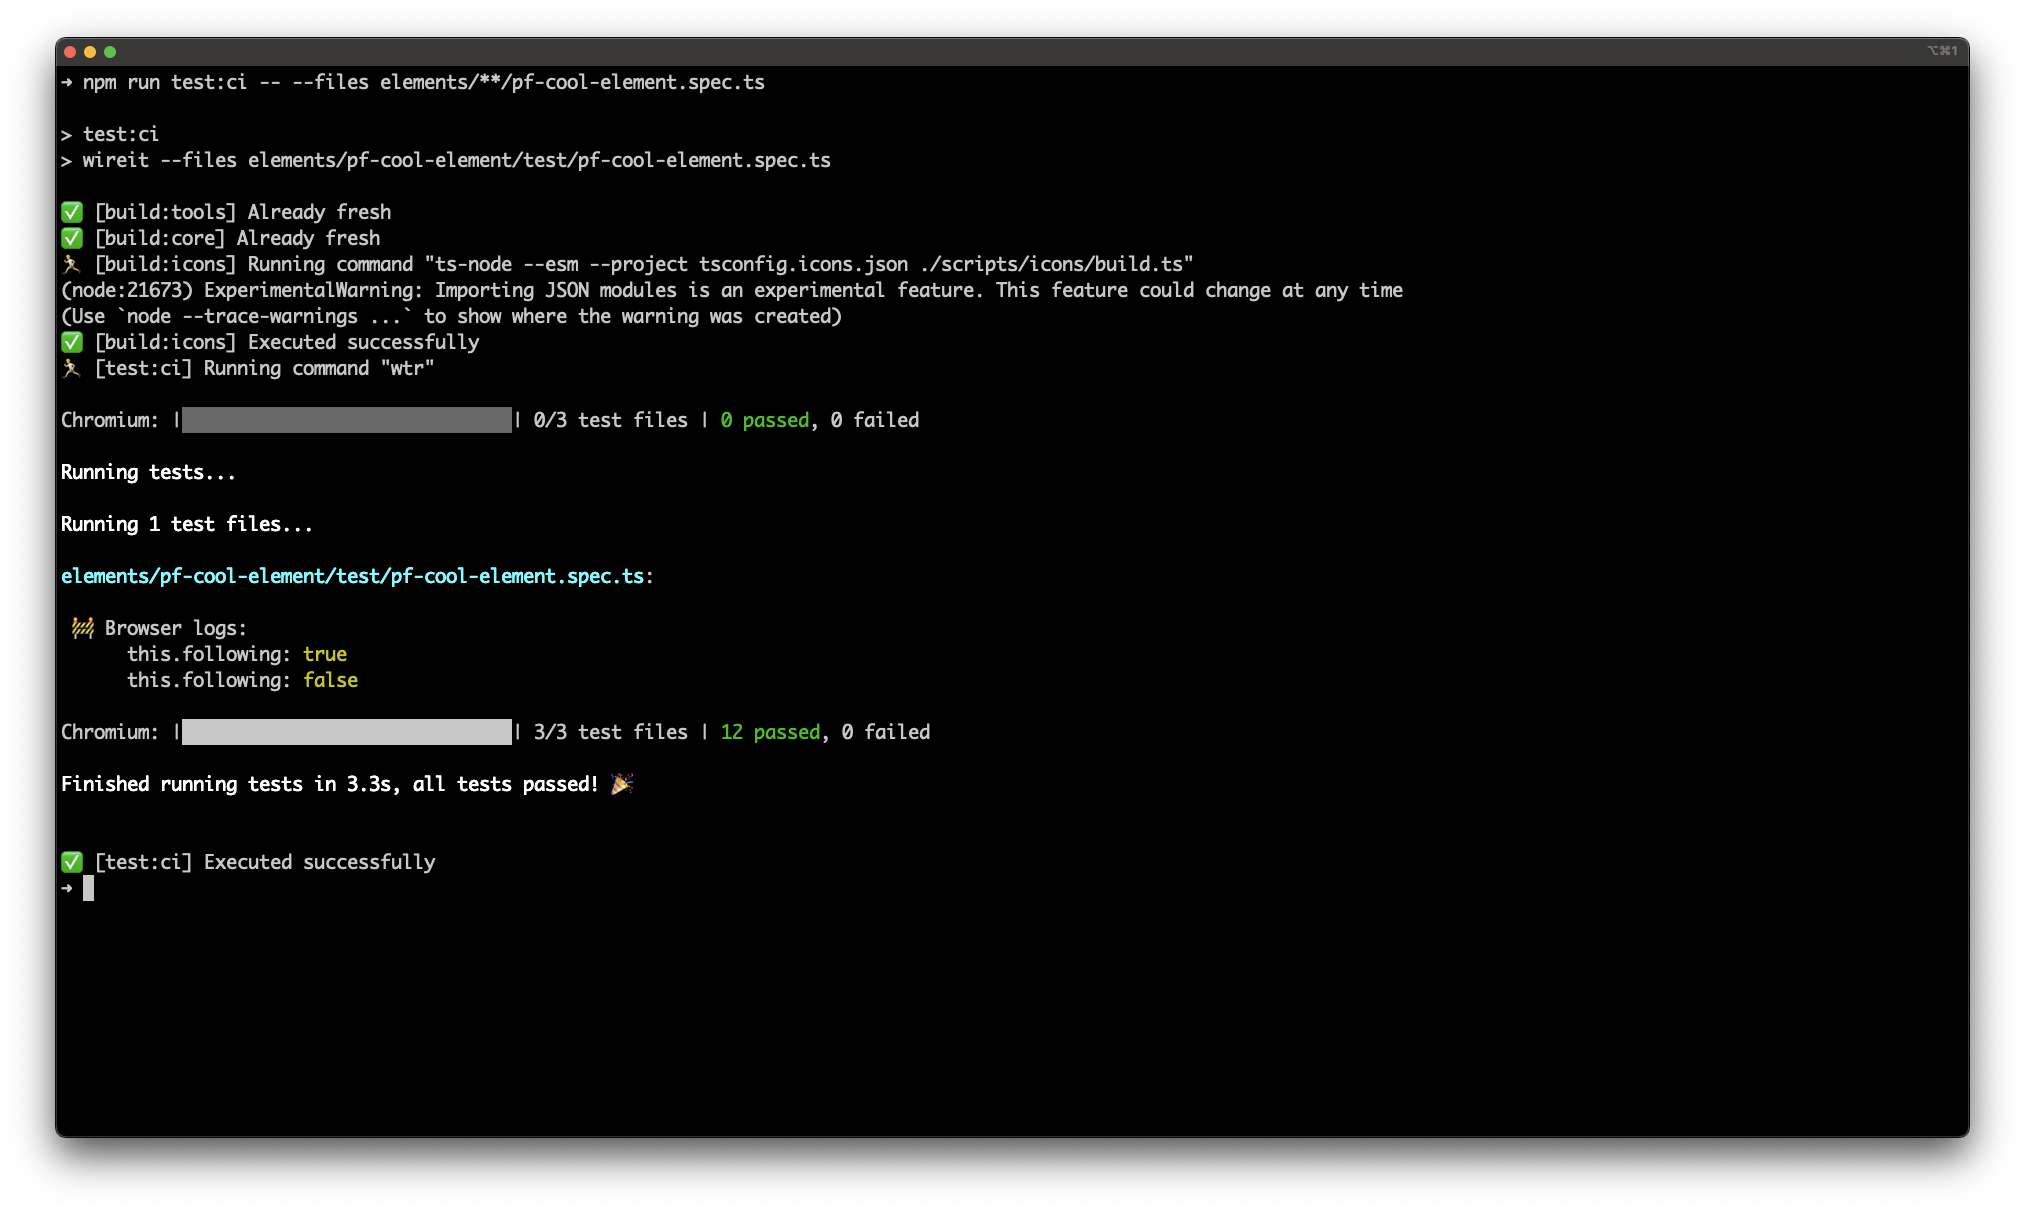 ⌥⌘1
➜ npm run test:ci -- --files elements/**/pf-cool-element.spec.ts
> test:ci
> wireit --files elements/pf-cool-element/test/pf-cool-element.spec.ts
✅ [build:tools] Already fresh
✅ [build:core] Already fresh
🏃 [build:icons] Running command "ts-node --esm --project tsconfig.icons.json ./scripts/icons/build.ts"
(node:21673) ExperimentalWarning: Importing JSON modules is an experimental feature. This feature could change at any time
(Use `node --trace-warnings ...` to show where the warning was created)
✅ [build:icons] Executed successfully
🏃 [test:ci] Running command "wtr"
Chromium: | | 0/3 test files | 0 passed, 0 failed
Running tests...
Running 1 test files...
elements/pf-cool-element/test/pf-cool-element.spec.ts:
🚧 Browser logs:
this.following: true
this.following: false
Chromium: | | 3/3 test files | 12 passed, 0 failed
Finished running tests in 3.3s, all tests passed! 🎉
✅ [test:ci] Executed successfully
➜